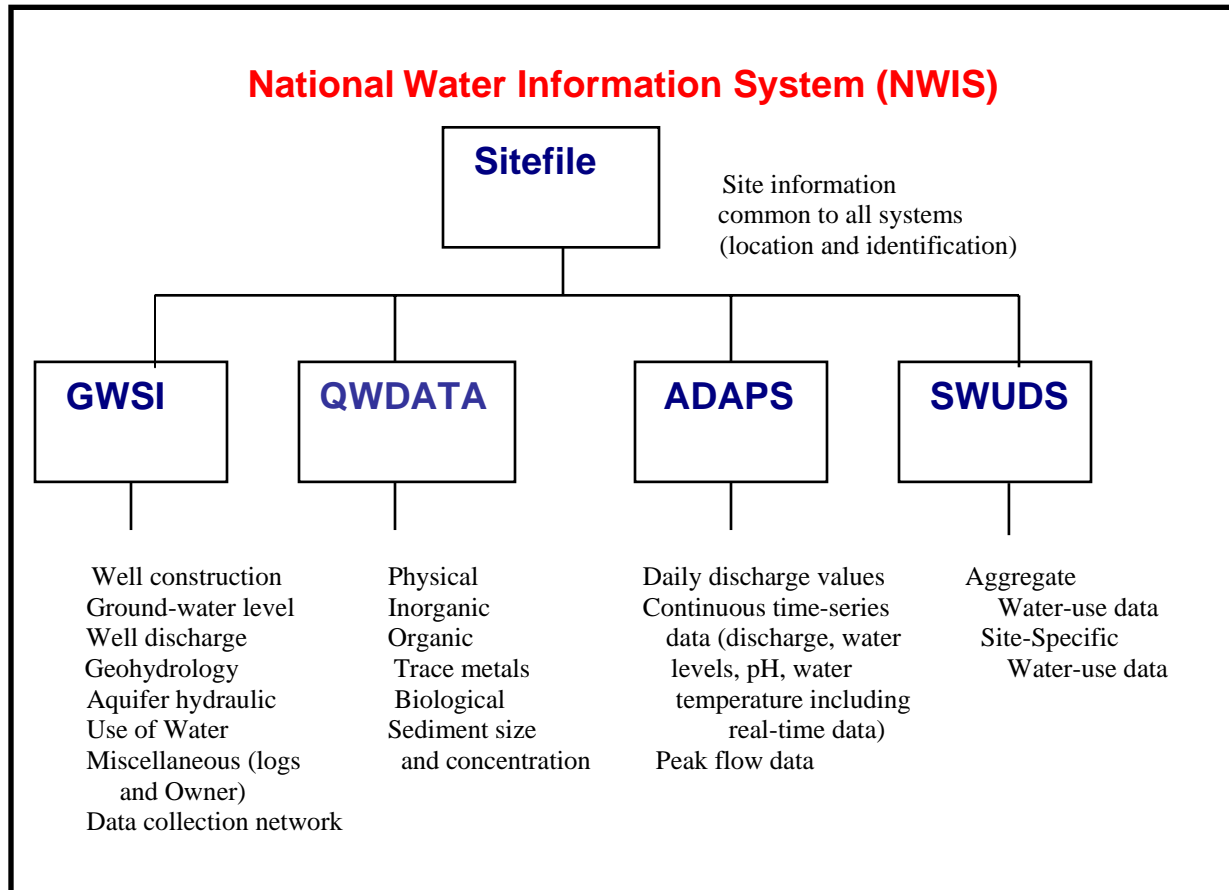 National Water Information System (NWIS)
Sitefile
Site information
common to all systems
(location and identification)
GWSI
QWDATA
ADAPS
SWUDS
Well construction
Ground-water level
Well discharge
Geohydrology
Aquifer hydraulic
Use of Water
Miscellaneous (logs
and Owner)
Data collection network
Physical
Inorganic
Organic
Trace metals
Biological
Sediment size
and concentration
Daily discharge values
Continuous time-series
data (discharge, water
levels, pH, water
temperature including
real-time data)
Peak flow data
Aggregate
Water-use data
Site-Specific
Water-use data